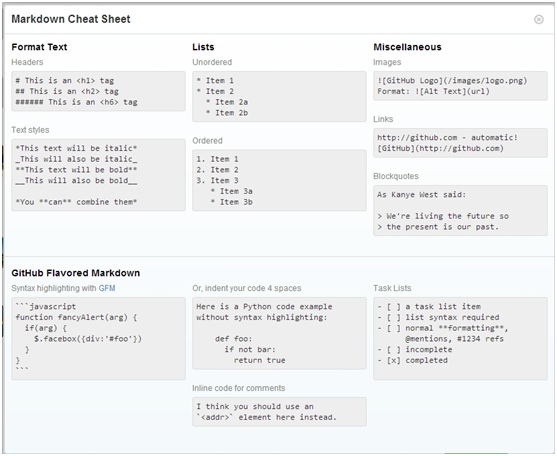 Markdown Cheat Sheet
Format Text
Headers
# This is an <h1> tag
## This is an <h2> tag
###### This is an <h6> tag
Text styles
*This text will be italic*
_This will also be italic_
**This text will be bold**
__This will also be bold__

*You **can** combine them*
Lists
Unordered
* Item 1
* Item 2
  * Item 2a
  * Item 2b
Ordered
1. Item 1
2. Item 2
3. Item 3
   * Item 3a
   * Item 3b
Miscellaneous
Images
![GitHub Logo](/images/logo.png)
Format: ![Alt Text](url)
Links
http://github.com - automatic!
[GitHub](http://github.com)
Blockquotes
As Kanye West said:

> We're living the future so
> the present is our past.
GitHub Flavored Markdown
Syntax highlighting with GFM
```javascript
function fancyAlert(arg) {
  if(arg) {
    $.facebox({div:'#foo'})
  }
}
```
Or, indent your code 4 spaces
Here is a Python code example
without syntax highlighting:

    def foo:
      if not bar:
        return true
Inline code for comments
I think you should use an
`<addr>` element here instead.
Task Lists
- [ ] a task list item
- [ ] list syntax required
- [ ] normal **formatting**,
      @mentions, #1234 refs
- [ ] incomplete
- [x] completed